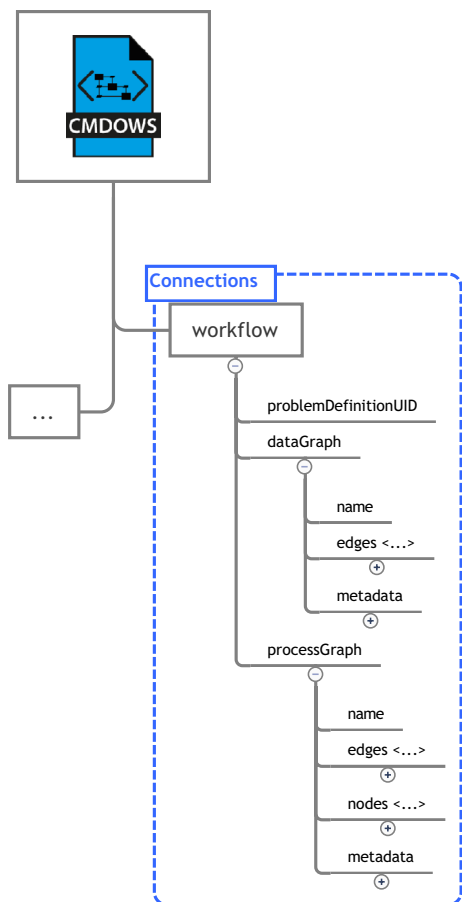 CMDOWS
Connections
workflow
...
problemDefinitionUID
dataGraph
name
edges <...>
metadata
processGraph
name
edges <...>
nodes <...>
metadata